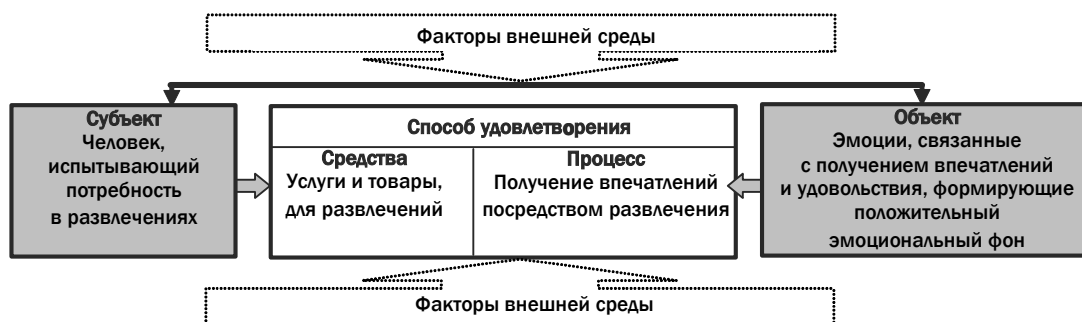 Факторы внешней среды
Субъект
Человек,
испытывающий
потребность
в развлечениях
Способ удовлетворения
Средства
Услуги и товары,
для развлечений
Процесс
Получение впечатлений
посредством развлечения
Объект
Эмоции, связанные
с получением впечатлений
и удовольствия, формирующие
положительный
эмоциональный фон
Факторы внешней среды